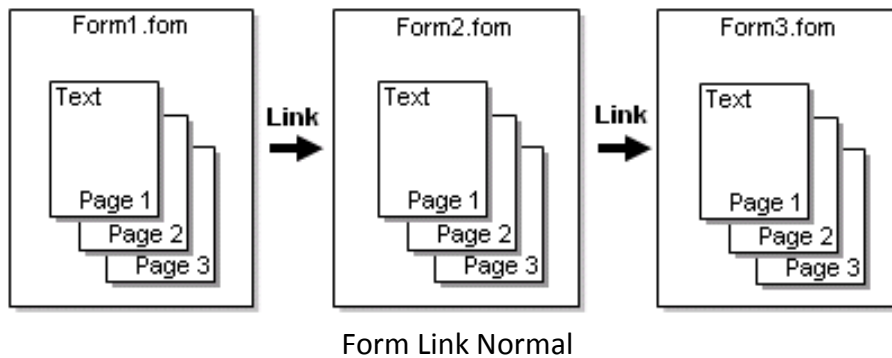 Form1.fom
Text
Page 1
Page 2
Page 3
Link
Form2.fom
Text
Page 1
Page 2
Page 3
Link
Form3.fom
Text
Page 1
Page 2
Page 3
Form Link Normal